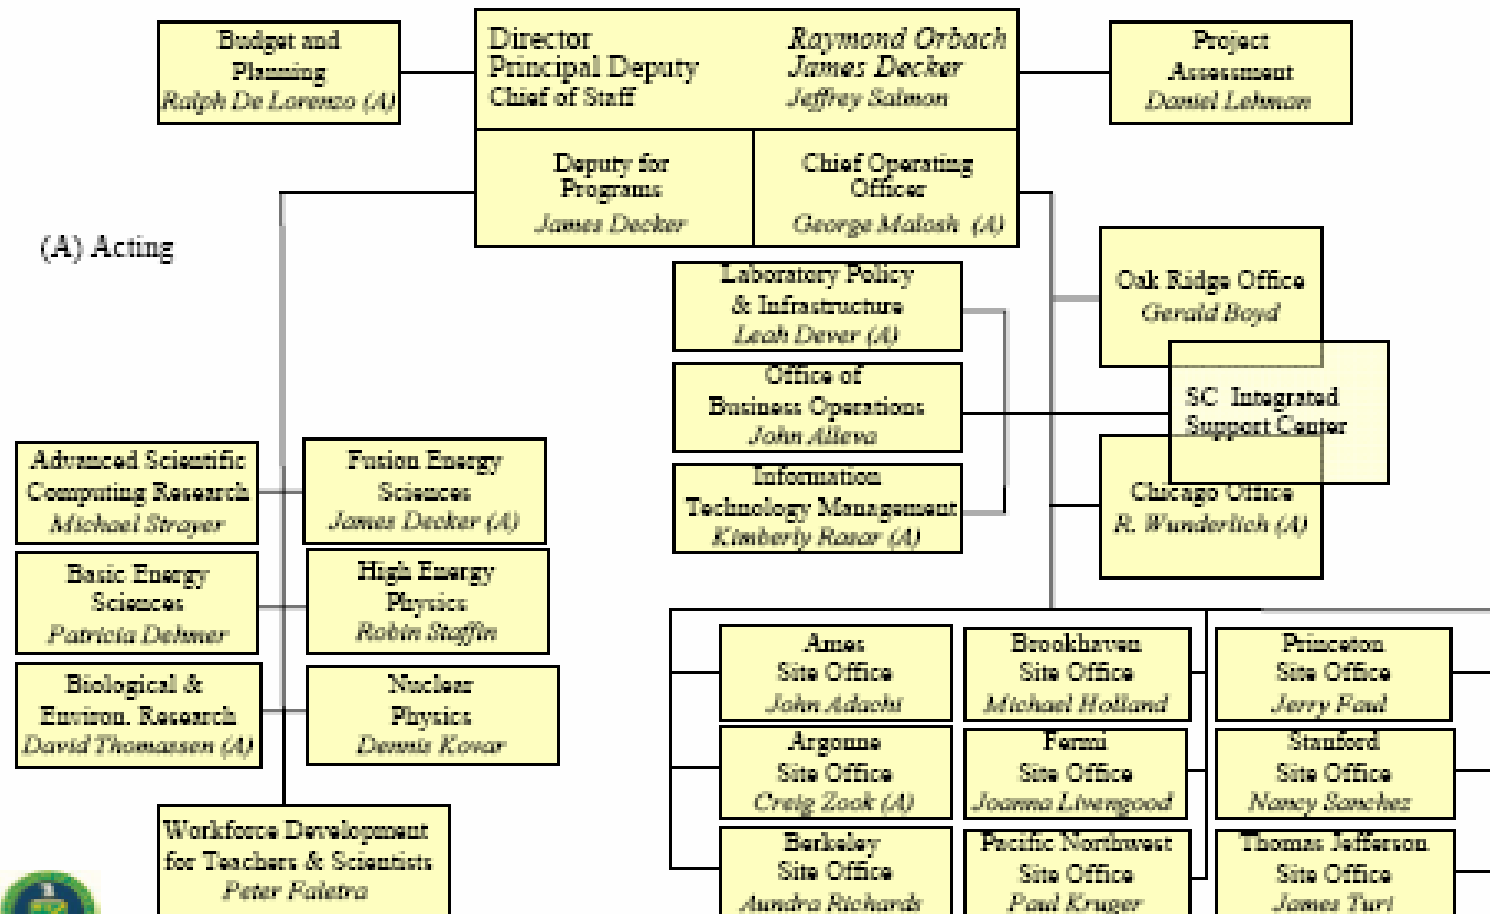 Budget and
Planning
Ralph De Lorenzo (A)
Director Raymond Orbach
Principal Deputy James Decker
Chief of Staff Jeffrey Salmon
Project
Assessment
Daniel Lehman
Deputy for
Programs
James Decker
Chief Operating
Officer
George Malosh (A)
(A) Acting
Laboratory Policy
& Infrastructure
Leah Dever (A)
Office of
Business Operations
John Alleva
Information
Technology Management
Kimberly Rasar (A)
Oak Ridge Office
Gerald Boyd
SC Integrated
Support Center
Chicago Office
R. Wunderlich (A)
Advanced Scientific
Computing Research
Michael Strayer
Fusion Energy
Sciences
James Decker (A)
Basic Energy
Sciences
Patricia Dehmer
High Energy
Physics
Robin Staffin
Biological &
Environ. Research
David Thomassen (A)
Nuclear
Physics
Dennis Kovar
Workforce Development
for Teachers & Scientists
Peter Faletra
Ames
Site Office
John Adachi
Brookhaven
Site Office
Michael Holland
Princeton
Site Office
Jerry Faul
Argonne
Site Office
Creig Zook (A)
Fermi
Site Office
Joanna Livengood
Stanford
Site Office
Nancy Sanchez
Berkeley
Site Office
Aundra Richards
Pacific Northwest
Site Office
Paul Kruger
Thomas Jefferson
Site Office
James Turi